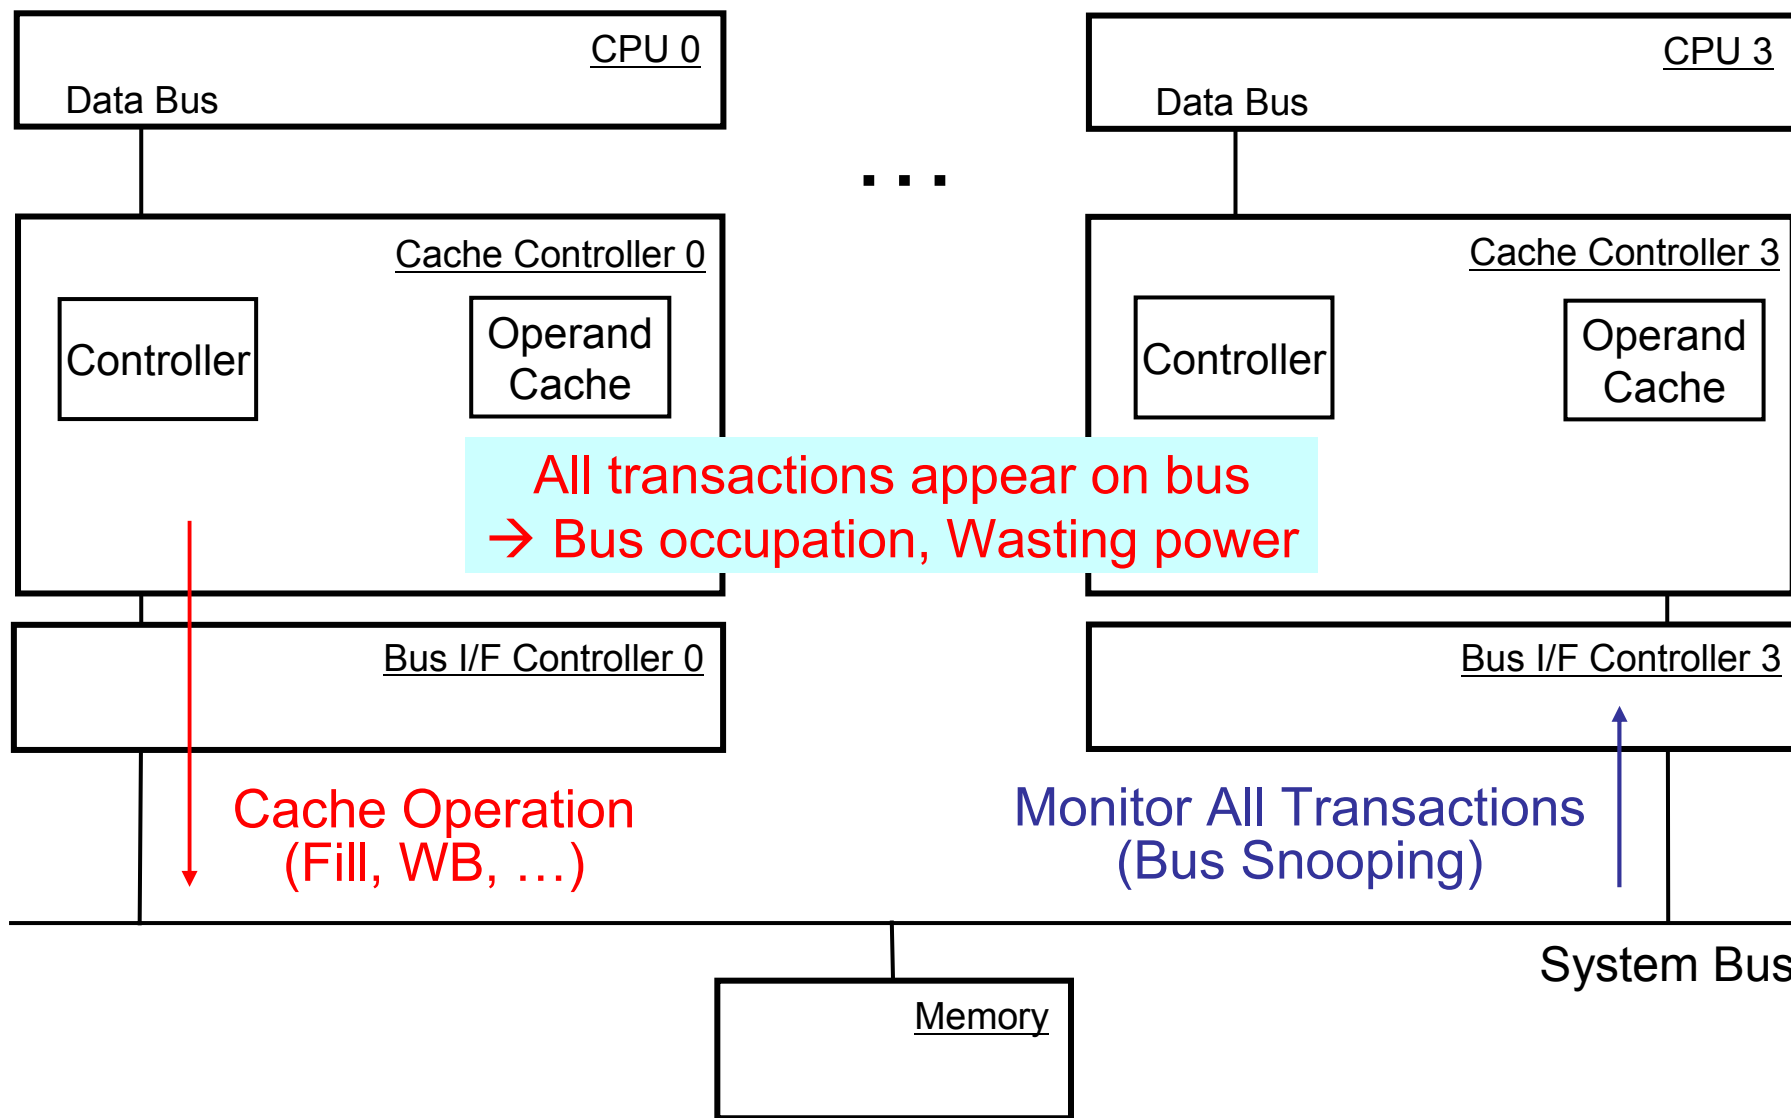 CPU 0
Data Bus
CPU 3
Data Bus
...
Cache Controller 0
Controller
Operand
Cache
Cache Controller 3
Controller
Operand
Cache
All transactions appear on bus
→ Bus occupation, Wasting power
Bus I/F Controller 0
Bus I/F Controller 3
Cache Operation
(Fill, WB, …)
Monitor All Transactions
(Bus Snooping)
System Bus
Memory